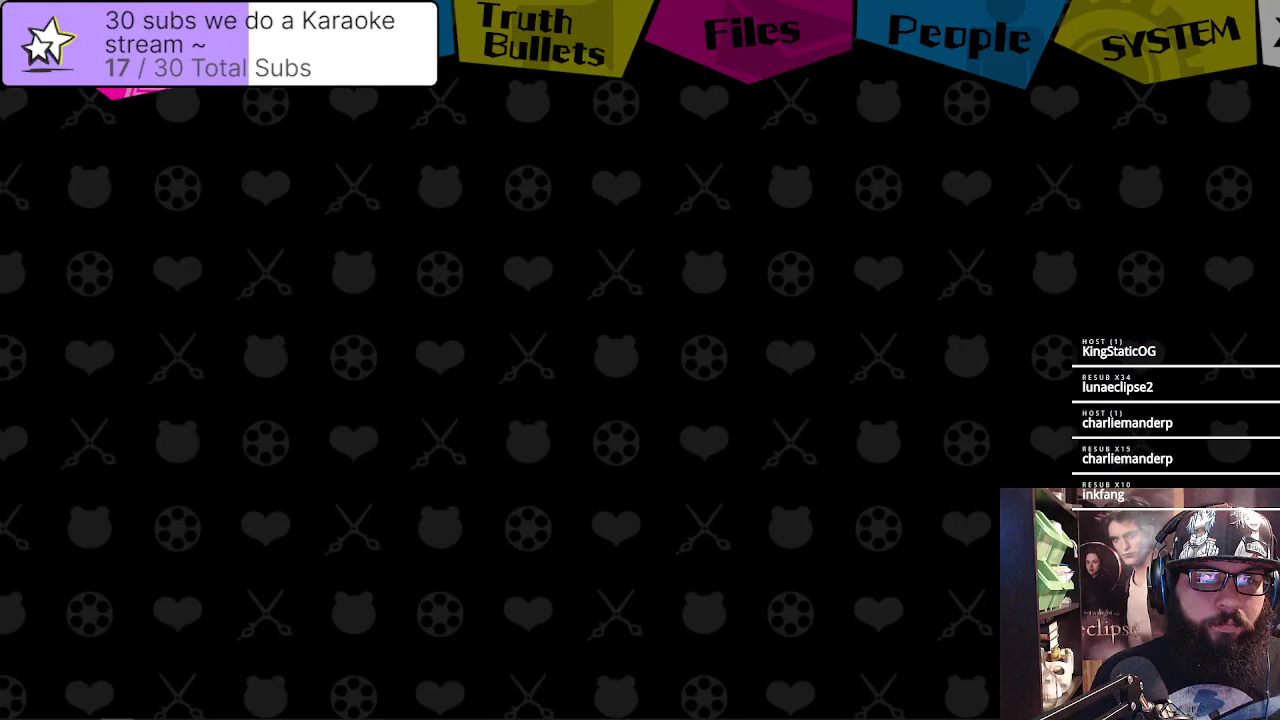 30 subs we do a Karaoke
stream ~
17 / 30 Total Subs
Truth
Bullets
Files
People
SYSTEM
HOST (1)
KingStaticOG
RESUB X34
lunaeclipse2
HOST (1)
charliemanderp
RESUB X15
charliemanderp
RESUB X10
inkfang
eclipse